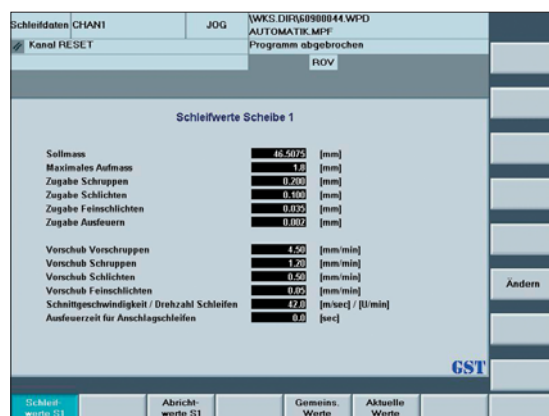 Schleifdaten CHAN1 JOG \WKS.DIR\60900044.WPD
AUTOMATIK.MPF
Kanal RESET Programm abgebrochen
ROV
Schleifwerte Scheibe 1
Sollmass 46.5075 [mm]
Maximales Aufmass 1.8 [mm]
Zugabe Schruppen 0.200 [mm]
Zugabe Schlichten 0.100 [mm]
Zugabe Feinschlichten 0.035 [mm]
Zugabe Ausfeuern 0.002 [mm]
Vorschub Vorschruppen 4.50 [mm/min]
Vorschub Schruppen 1.20 [mm/min]
Vorschub Schlichten 0.50 [mm/min]
Vorschub Feinschlichten 0.05 [mm/min]
Schnittgeschwindigkeit / Drehzahl Schleifen 42.0 [m/sec] / [U/min]
Ausfeuerzeit für Anschlagschleifen 0.0 [sec]
Ändern
GST
Schleif-
werte S1
Abricht-
werte S1
Gemeins.
Werte
Aktuelle
Werte